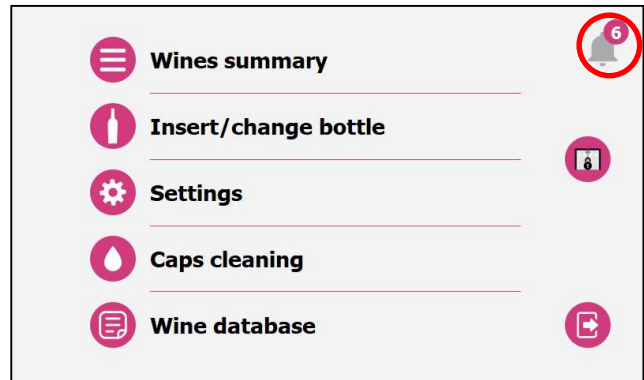 6
Wines summary
Insert/change bottle
Settings
Caps cleaning
Wine database